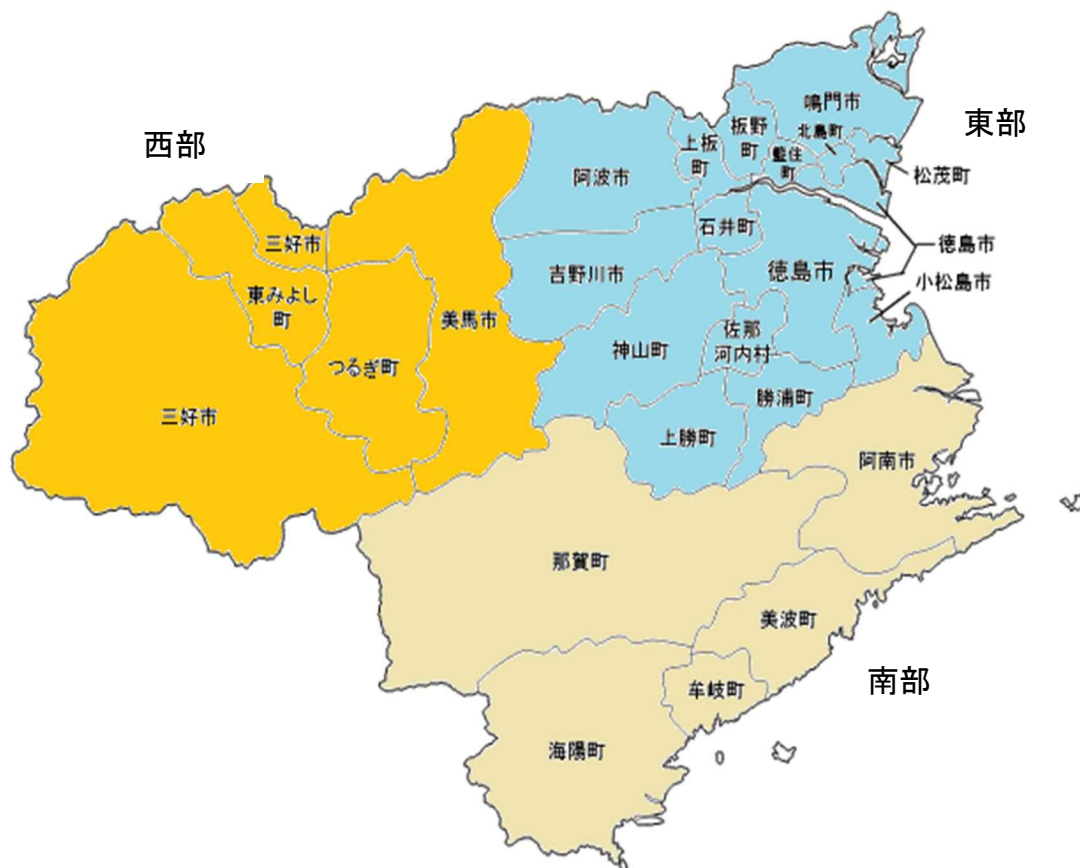 西部
東部
鳴門市
板野
町
北島町
上板
町
藍住
町
阿波市
松茂町
石井町
徳島市
三好市
吉野川市
徳島市
小松島市
東みよし
町
美馬市
佐那
河内村
神山町
つるぎ町
勝浦町
三好市
上勝町
阿南市
那賀町
美波町
南部
牟岐町
海陽町